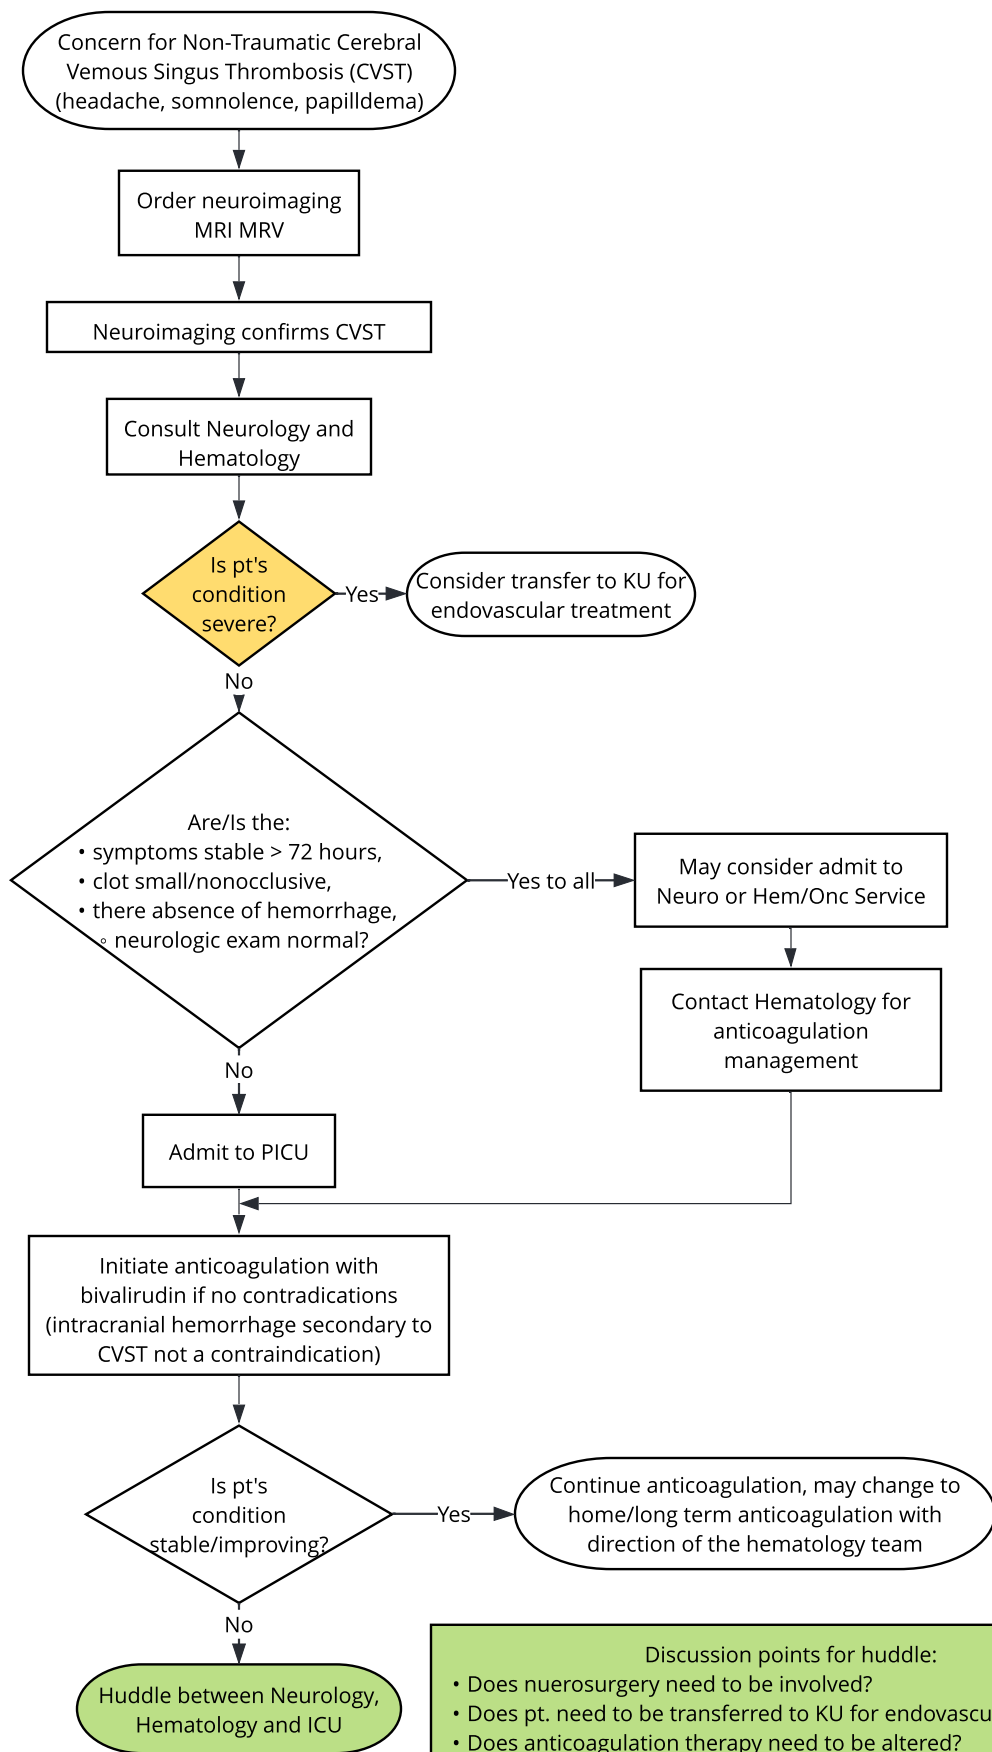 Concern for Non-Traumatic Cerebral
Vemous Singus Thrombosis (CVST)
(headache, somnolence, papilldema)
Order neuroimaging
MRI MRV
Neuroimaging confirms CVST
Consult Neurology and
Hematology
Is pt's
condition
severe?
Yes
Consider transfer to KU for
endovascular treatment
No
Are/Is the:
• symptoms stable > 72 hours,
• clot small/nonocclusive,
• there absence of hemorrhage,
◦ neurologic exam normal?
Yes to all
May consider admit to
Neuro or Hem/Onc Service
Contact Hematology for
anticoagulation
management
No
Admit to PICU
Initiate anticoagulation with
bivalirudin if no contradications
(intracranial hemorrhage secondary to
CVST not a contraindication)
Is pt's
condition
stable/improving?
Yes
Continue anticoagulation, may change to
home/long term anticoagulation with
direction of the hematology team
No
Huddle between Neurology,
Hematology and ICU
Discussion points for huddle:
• Does nuerosurgery need to be involved?
• Does pt. need to be transferred to KU for
• Does anticoagulation therapy need to be altered?